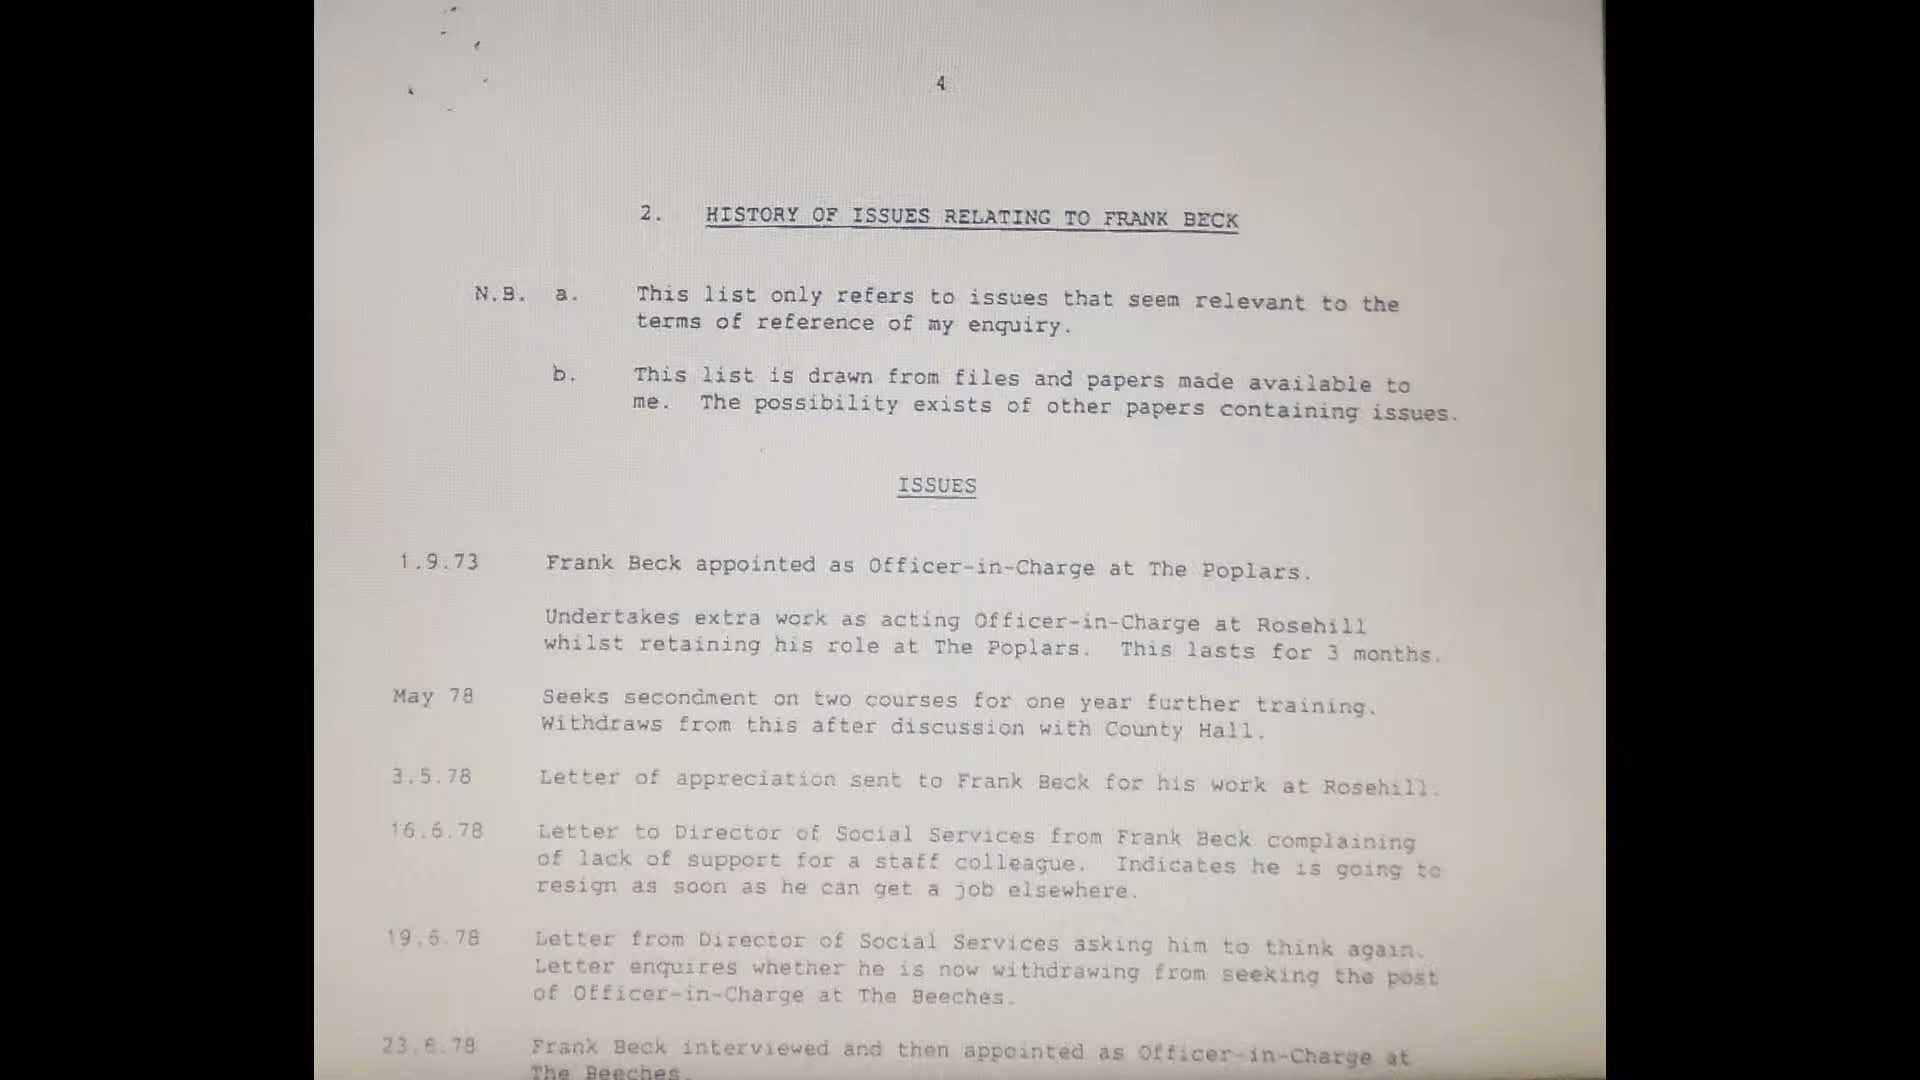 4
2. HISTORY OF ISSUES RELATING TO FRANK BECK
N.B. a. This list only refers to issues that seem relevant to the
terms of reference of my enquiry.
b. This list is drawn from files and papers made available to
me. The possibility exists of other papers containing issues.
ISSUES
1.9.73 Frank Beck appointed as Officer-in-Charge at The Poplars.
Undertakes extra work as acting Officer-in-Charge at Rosehill
whilst retaining his role at The Poplars. This lasts for 3 months.
May 78 Seeks secondment on two courses for one year further training.
Withdraws from this after discussion with County Hall.
3.5.78 Letter of appreciation sent to Frank Beck for his work at Rosehill.
16.6.78 Letter to Director of Social Services from Frank Beck complaining
of lack of support for a staff colleague. Indicates he is going to
resign as soon as he can get a job elsewhere.
19.6.78 Letter from Director of Social Services asking him to think again.
Letter enquires whether he is now withdrawing from seeking the post
of Officer-in-Charge at The Beeches.
23.6.78 Frank Beck interviewed and then appointed as Officer-in-Charge at
The Beeches.